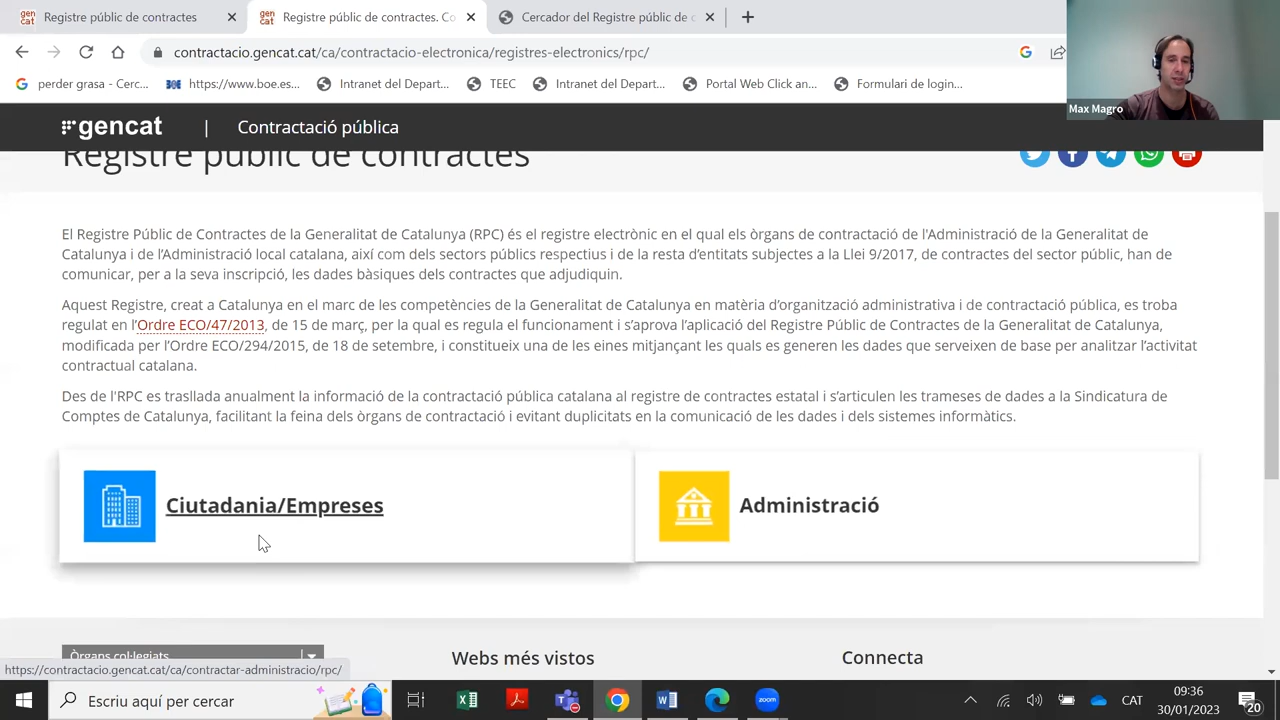 Registre públic de contractes
Registre públic de contractes. Co
Cercador del Registre públic de c
contractacio.gencat.cat/ca/contractacio-electronica/registres-electronics/rpc/
perder grasa - Cerc...
https://www.boe.es...
Intranet del Depart...
TEEC
Intranet del Depart...
Portal Web Click an...
Formulari de login...
Max Magro
gencat | Contractació pública
Registre públic de contractes
El Registre Públic de Contractes de la Generalitat de Catalunya (RPC) és el registre electrònic en el qual els òrgans de contractació de l'Administració de la Generalitat de
Catalunya i de l'Administració local catalana, així com dels sectors públics respectius i de la resta d'entitats subjectes a la Llei 9/2017, de contractes del sector públic, han de
comunicar, per a la seva inscripció, les dades bàsiques dels contractes que adjudiquin.
Aquest Registre, creat a Catalunya en el marc de les competències de la Generalitat de Catalunya en matèria d'organització administrativa i de contractació pública, es troba
regulat en l'Ordre ECO/47/2013, de 15 de març, per la qual es regula el funcionament i s'aprova l'aplicació del Registre Públic de Contractes de la Generalitat de Catalunya,
modificada per l'Ordre ECO/294/2015, de 18 de setembre, i constitueix una de les eines mitjançant les quals es generen les dades que serveixen de base per analitzar l'activitat
contractual catalana.
Des de l'RPC es trasllada anualment la informació de la contractació pública catalana al registre de contractes estatal i s'articulen les trameses de dades a la Sindicatura de
Comptes de Catalunya, facilitant la feina dels òrgans de contractació i evitant duplicitats en la comunicació de les dades i dels sistemes informàtics.
Ciutadania/Empreses
Administració
Òrgans col·legiats
Webs més vistos
Connecta
https://contractacio.gencat.cat/ca/contractar-administracio/rpc/
Escriu aquí per cercar
CAT
09:36
30/01/2023
20